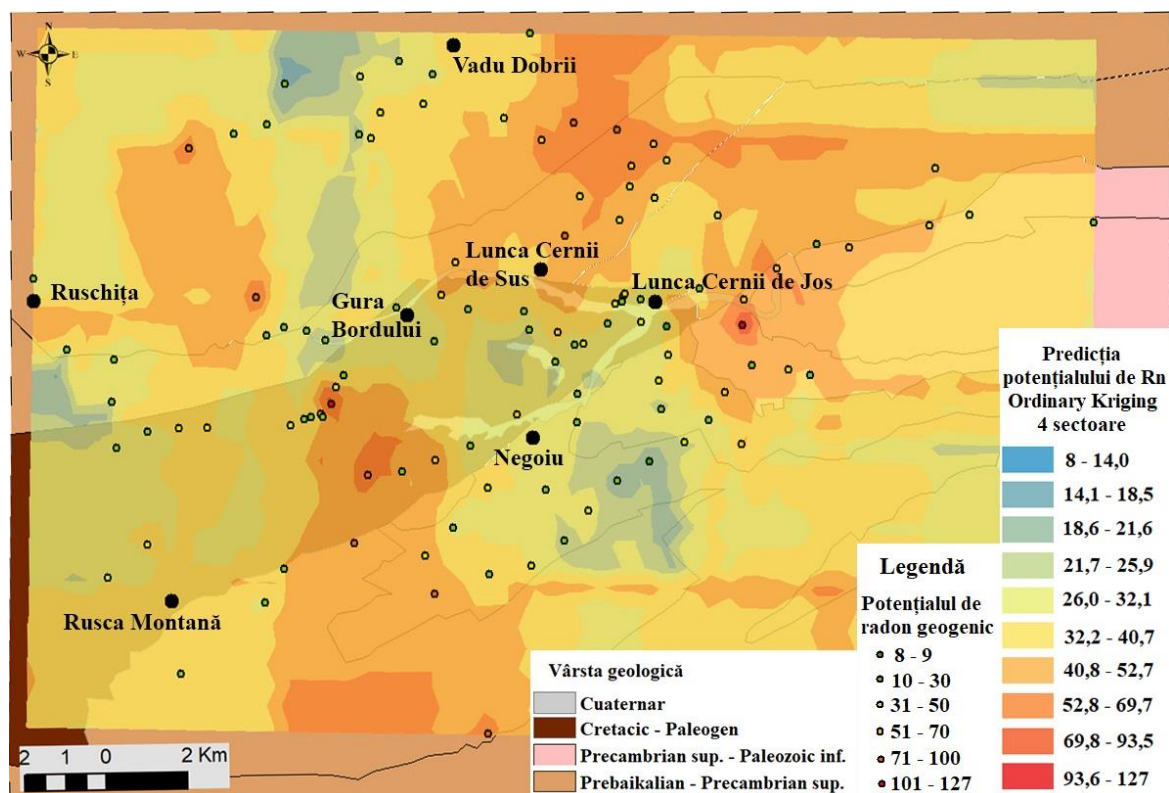 N
W E
S
Vadu Dobrii
Lunca Cernii
de Sus
Lunca Cernii de Jos
Ruschița
Gura
Bordului
Negoiu
Rusca Montană
2 1 0 2 Km
Vârsta geologică
Cuaternar
Cretacic - Paleogen
Precambrian sup. - Paleozoic inf.
Prebaikalian - Precambrian sup.
Legendă
Potențialul de
radon geogenic
8 - 9
10 - 30
31 - 50
51 - 70
71 - 100
101 - 127
Predicția
potențialului de Rn
Ordinary Kriging
4 sectoare
8 - 14,0
14,1 - 18,5
18,6 - 21,6
21,7 - 25,9
26,0 - 32,1
32,2 - 40,7
40,8 - 52,7
52,8 - 69,7
69,8 - 93,5
93,6 - 127